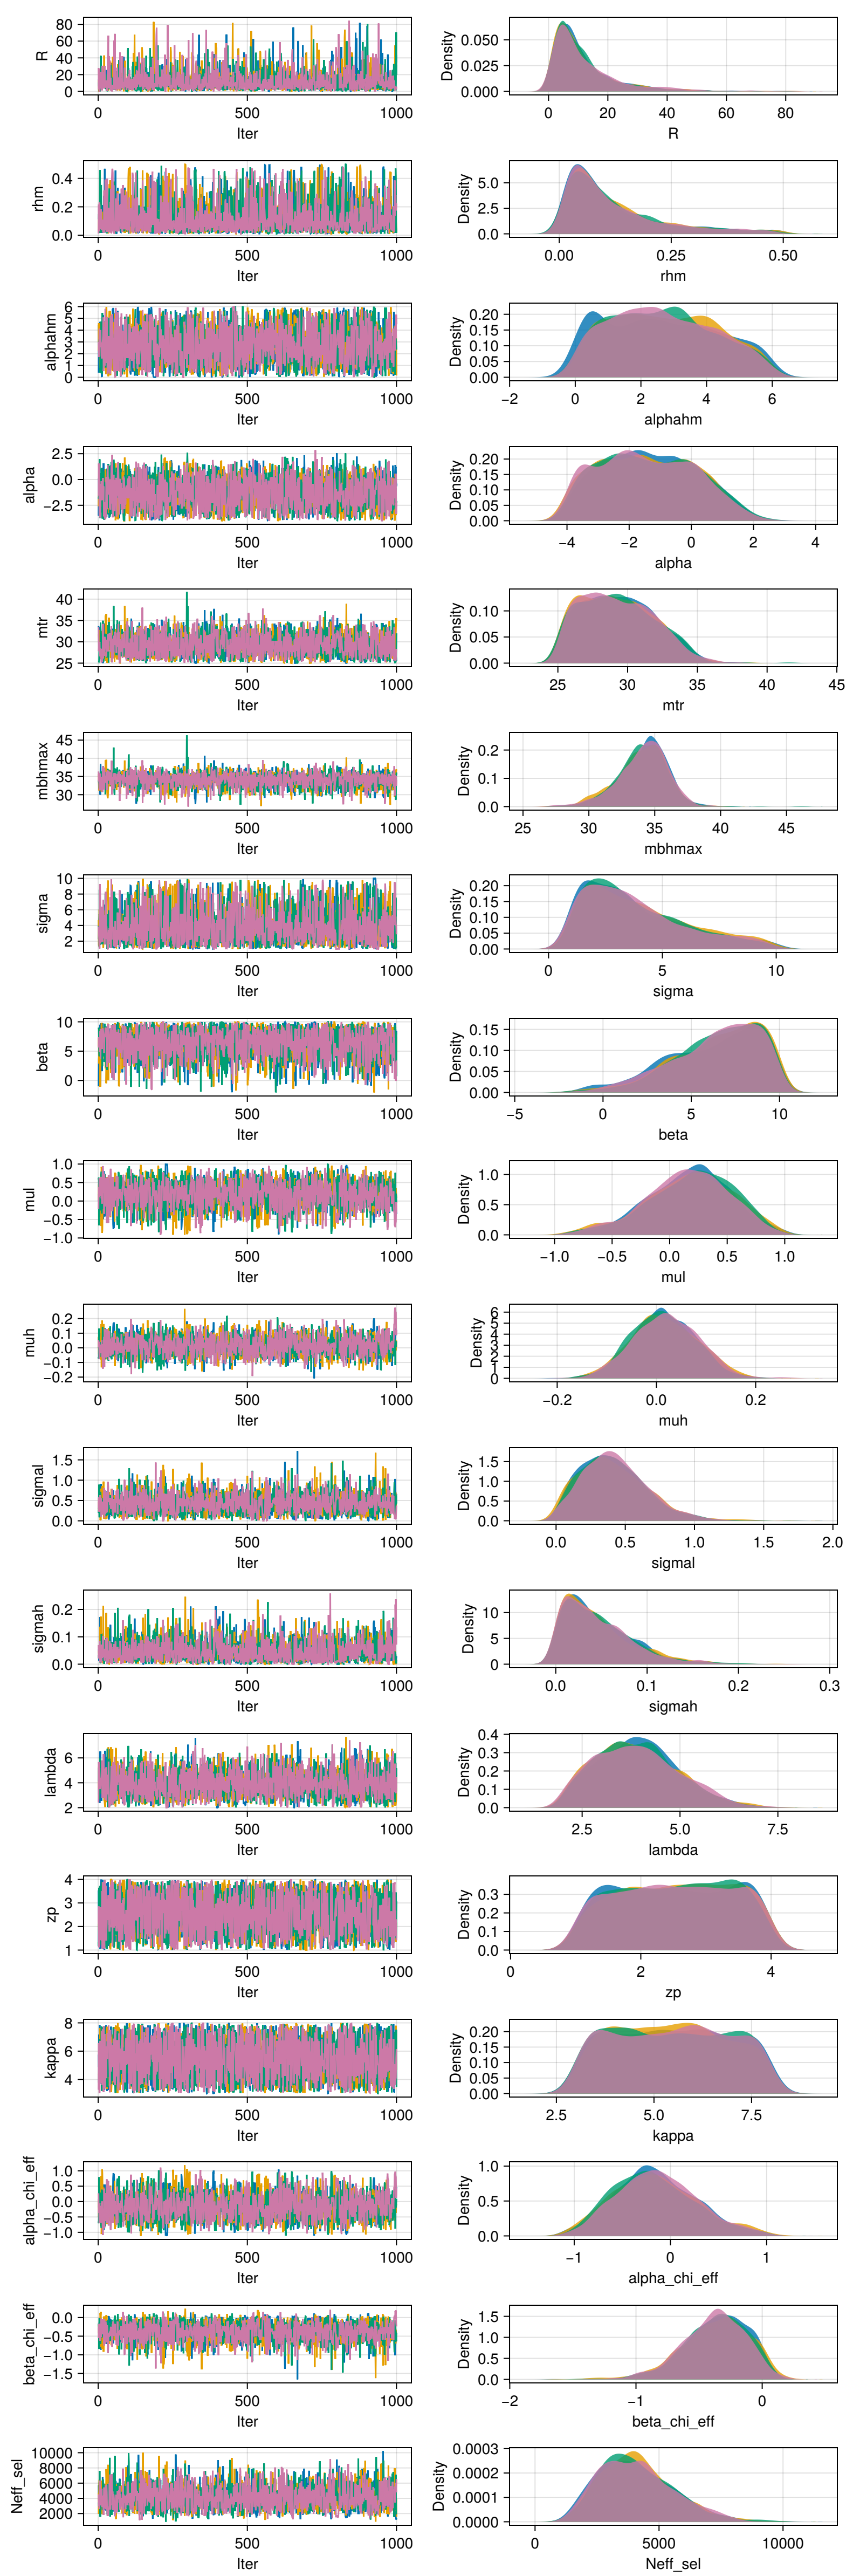 R
80
60
40
20
0
0 500 1000
Iter
Density
0.050
0.025
0.000
0 20 40 60 80
R
rhm
0.4
0.2
0.0
0 500 1000
Iter
Density
5.0
2.5
0.0
0.00 0.25 0.50
rhm
alphahm
6
5
4
3
2
1
0
0 500 1000
Iter
Density
0.20
0.15
0.10
0.05
0.00
−2 0 2 4 6
alphahm
alpha
2.5
0.0
−2.5
0 500 1000
Iter
Density
0.20
0.15
0.10
0.05
0.00
−4 −2 0 2 4
alpha
mtr
40
35
30
25
0 500 1000
Iter
Density
0.10
0.05
0.00
25 30 35 40 45
mtr
mbhmax
45
40
35
30
0 500 1000
Iter
Density
0.2
0.1
0.0
25 30 35 40 45
mbhmax
sigma
10
8
6
4
2
0 500 1000
Iter
Density
0.20
0.15
0.10
0.05
0.00
0 5 10
sigma
beta
10
5
0
0 500 1000
Iter
Density
0.15
0.10
0.05
0.00
−5 0 5 10
beta
mul
1.0
0.5
0.0
−0.5
−1.0
0 500 1000
Iter
Density
1.0
0.5
0.0
−1.0 −0.5 0.0 0.5 1.0
mul
muh
0.2
0.1
0.0
−0.1
−0.2
0 500 1000
Iter
Density
6
5
4
3
2
1
0
−0.2 0.0 0.2
muh
sigmal
1.5
1.0
0.5
0.0
0 500 1000
Iter
Density
1.5
1.0
0.5
0.0
0.0 0.5 1.0 1.5 2.0
sigmal
sigmah
0.2
0.1
0.0
0 500 1000
Iter
Density
10
5
0
0.0 0.1 0.2 0.3
sigmah
lambda
6
4
2
0 500 1000
Iter
Density
0.4
0.3
0.2
0.1
0.0
2.5 5.0 7.5
lambda
zp
4
3
2
1
0 500 1000
Iter
Density
0.3
0.2
0.1
0.0
0 2 4
zp
kappa
8
6
4
0 500 1000
Iter
Density
0.20
0.15
0.10
0.05
0.00
2.5 5.0 7.5
kappa
alpha_chi_eff
1.0
0.5
0.0
−0.5
−1.0
0 500 1000
Iter
Density
1.0
0.5
0.0
−1 0 1
alpha_chi_eff
beta_chi_eff
0.0
−0.5
−1.0
−1.5
0 500 1000
Iter
Density
1.5
1.0
0.5
0.0
−2 −1 0
beta_chi_eff
Neff_sel
10000
8000
6000
4000
2000
0 500 1000
Iter
Density
0.0003
0.0002
0.0001
0.0000
0 5000 10000
Neff_sel